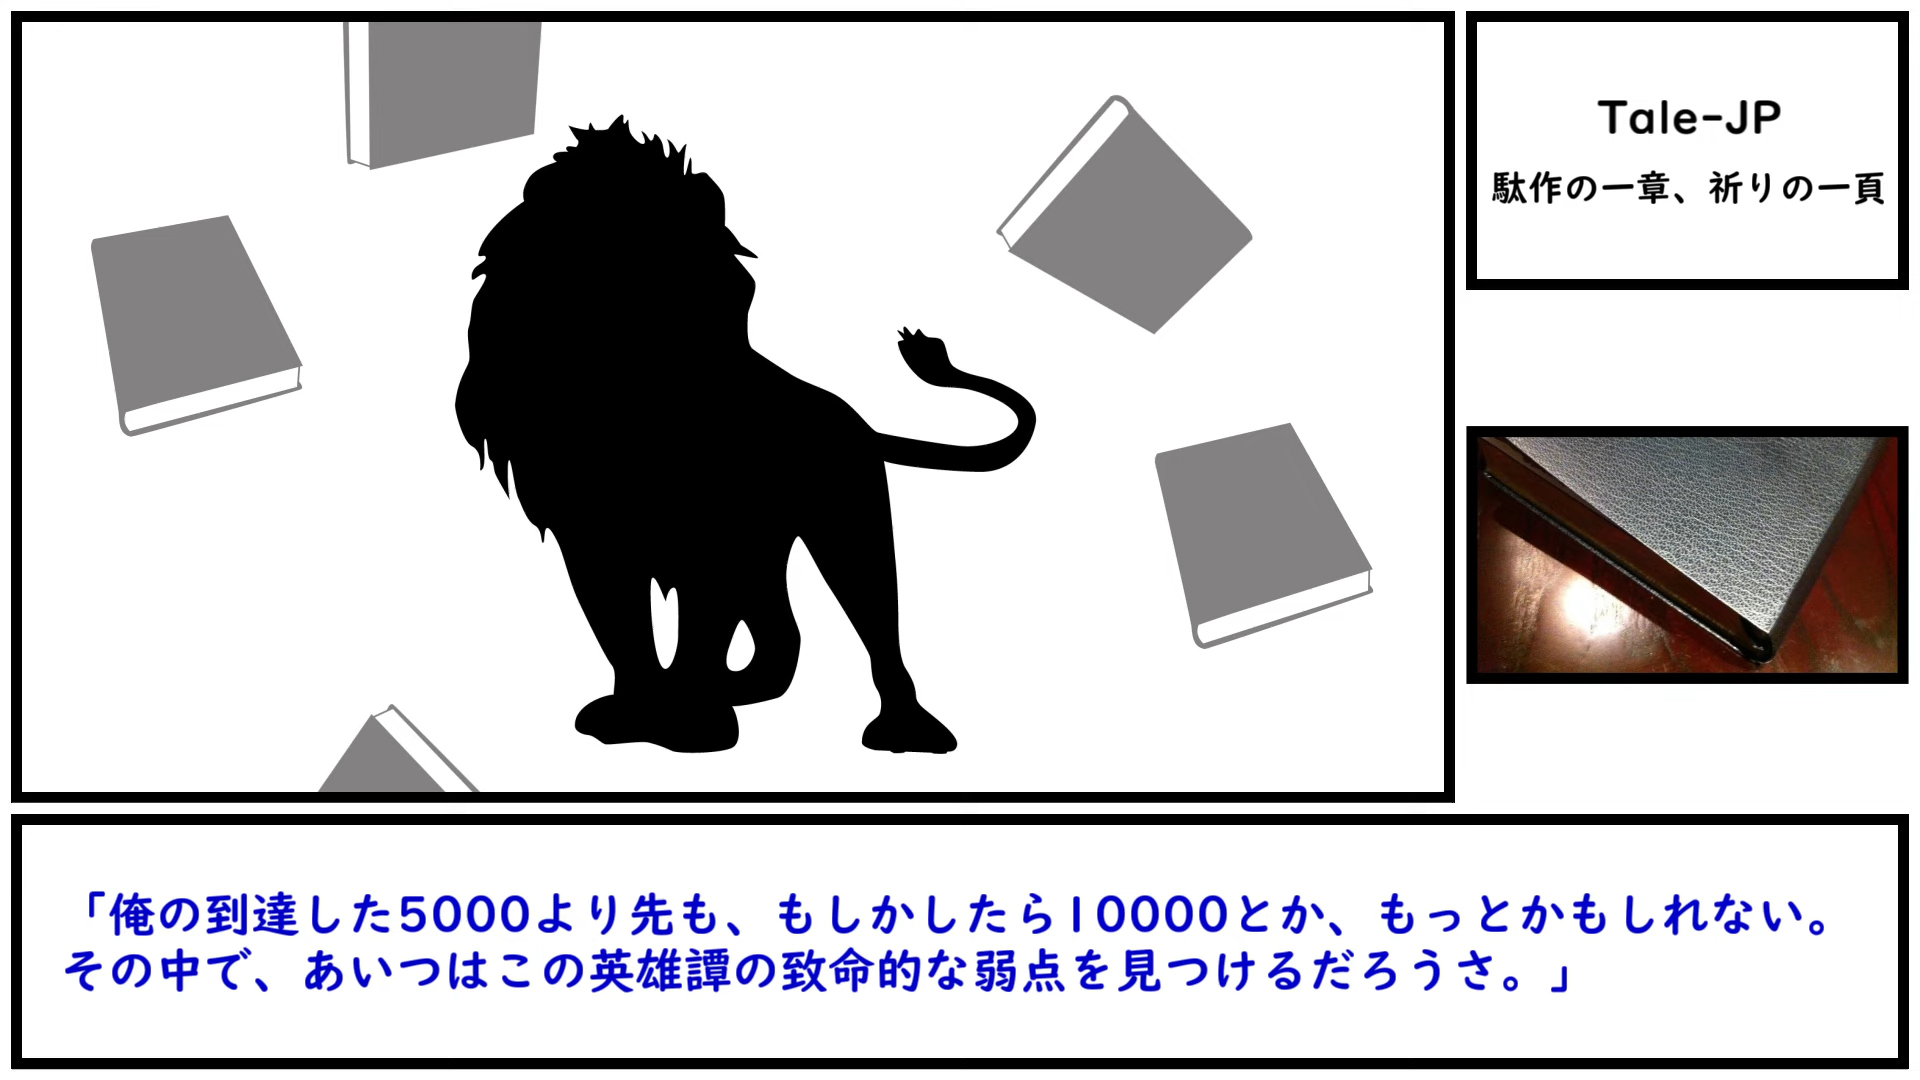 Tale-JP
駄作の一章、祈りの一頁
「俺の到達した5000より先も、もしかしたら10000とか、もっとかもしれない。
その中で、あいつはこの英雄譚の致命的な弱点を見つけるだろうさ。」